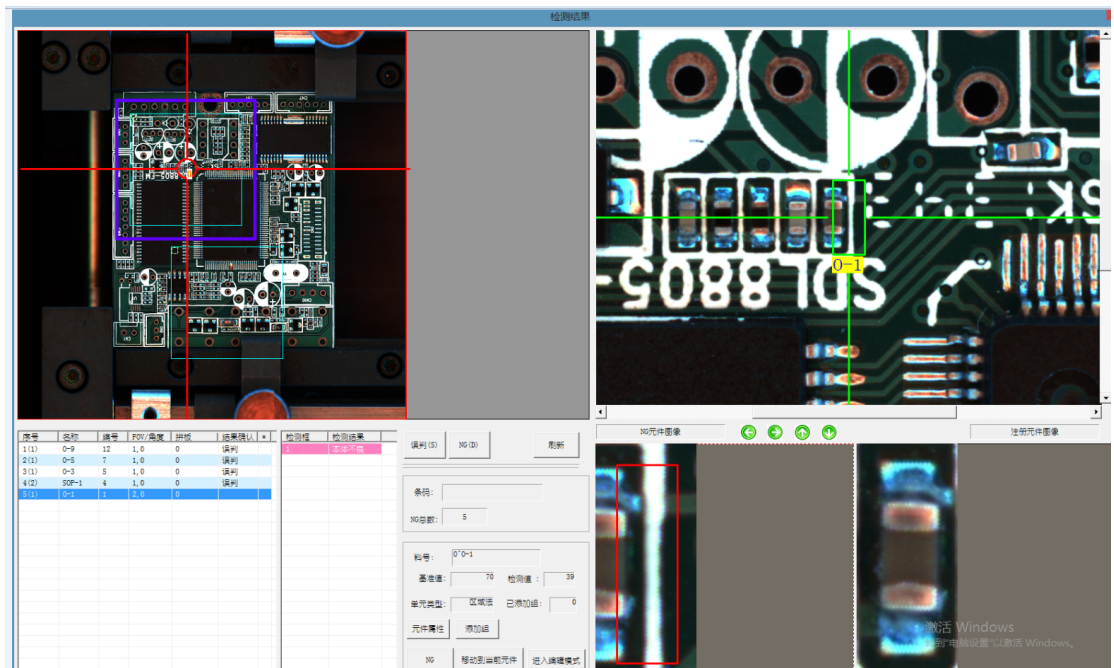 检测结果
8805-EM
0-1
SDL8805-
序号 名称 编号 FOV/角度 拼板 结果确认
1(1) 0-9 12 1,0 0 误判
2(1) 0-5 7 1,0 0 误判
3(1) 0-3 5 1,0 0 误判
4(2) SOP-1 4 1,0 0 误判
5(1) 0-1 1 2,0 0
检测框 检测结果
1 本体不良
误判(S) NG(D) 刷新
条码:
NG总数: 5
料号: 0^0-1
基准值: 70 检测值: 39
单元类型: 区域法 已添加组: 0
元件属性 添加组
NG 移动到当前元件 进入编辑模式
NG元件图像 注册元件图像
激活 Windows
到"电脑设置"以激活 Windows。